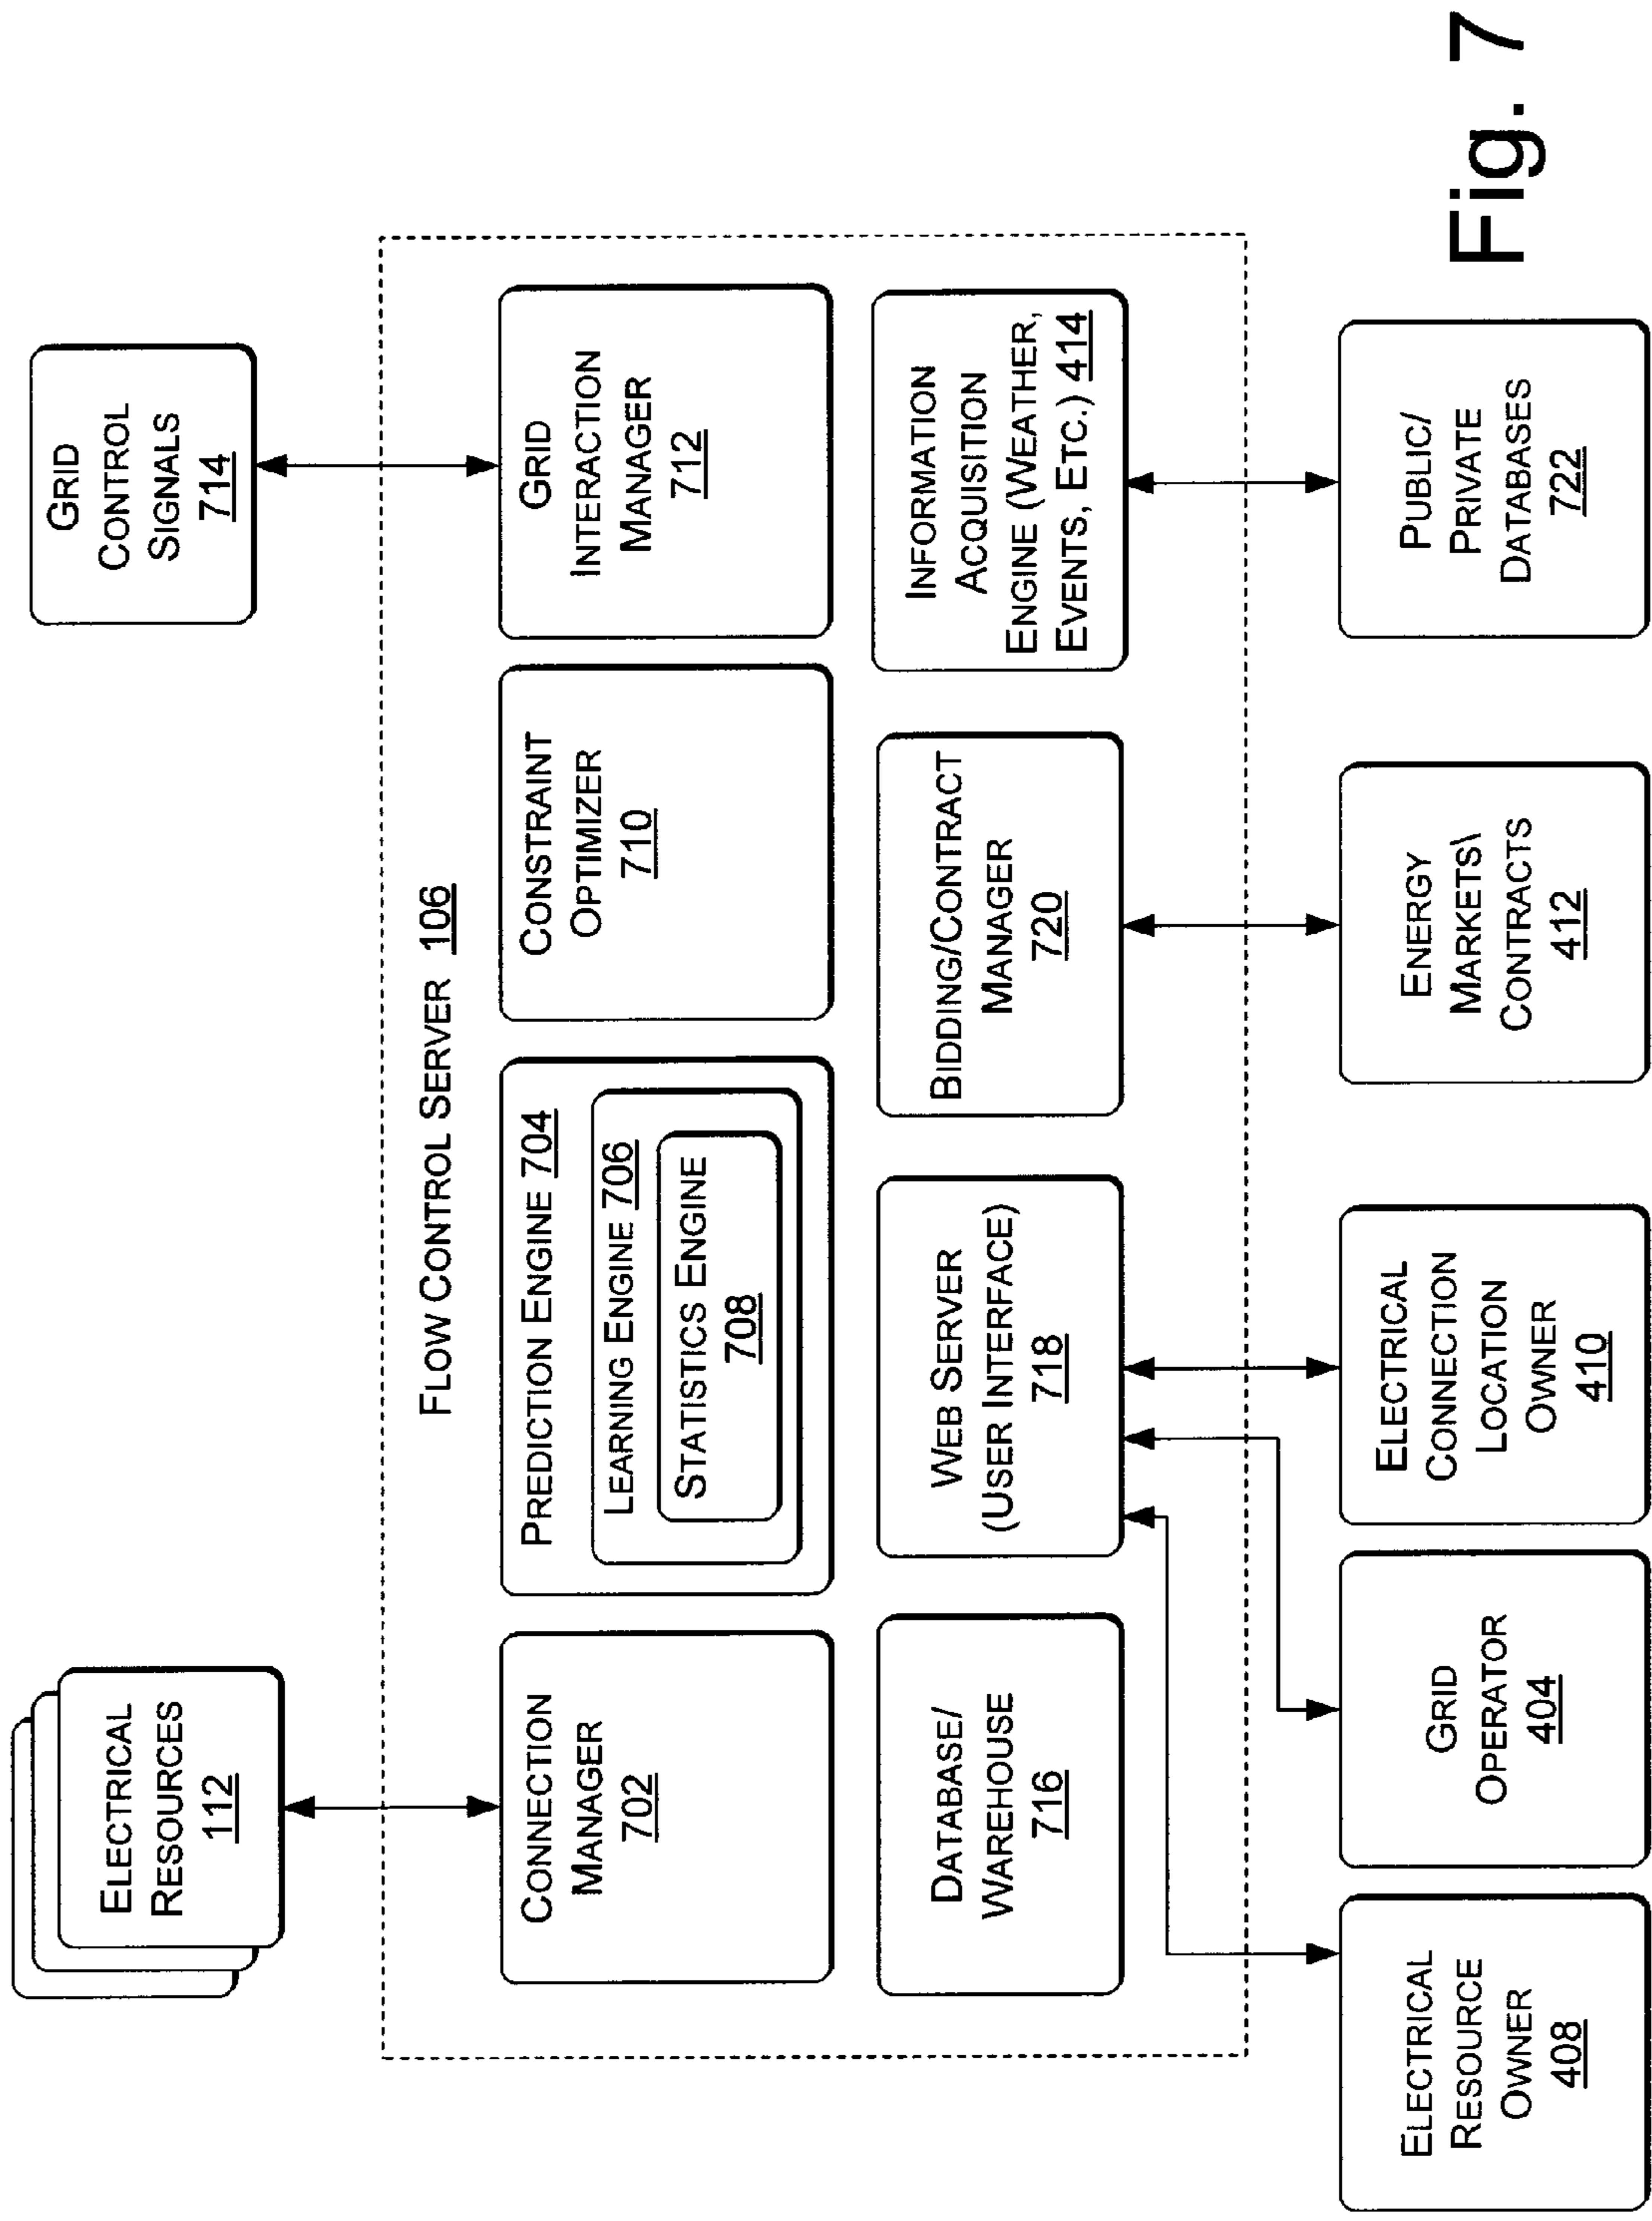 ELECTRICAL
RESOURCES
112
GRID
CONTROL
SIGNALS
714
FLOW CONTROL SERVER 106
CONNECTION
MANAGER
702
PREDICTION ENGINE 704
LEARNING ENGINE 706
STATISTICS ENGINE
708
CONSTRAINT
OPTIMIZER
710
GRID
INTERACTION
MANAGER
712
DATABASE/
WAREHOUSE
716
WEB SERVER
(USER INTERFACE)
718
BIDDING/CONTRACT
MANAGER
720
INFORMATION
ACQUISITION
ENGINE (WEATHER,
EVENTS, ETC.) 414
ELECTRICAL
RESOURCE
OWNER
408
GRID
OPERATOR
404
ELECTRICAL
CONNECTION
LOCATION
OWNER
410
ENERGY
MARKETS\
CONTRACTS
412
PUBLIC/
PRIVATE
DATABASES
722
Fig. 7